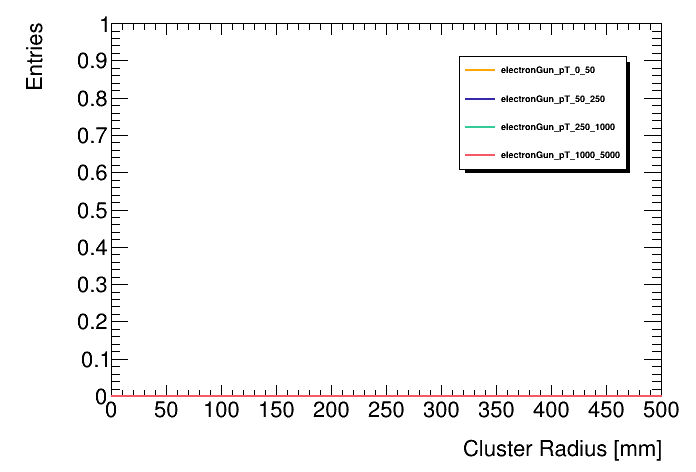 Entries
1
0.9
0.8
0.7
0.6
0.5
0.4
0.3
0.2
0.1
0
electronGun_pT_0_50
electronGun_pT_50_250
electronGun_pT_250_1000
electronGun_pT_1000_5000
0 50 100 150 200 250 300 350 400 450 500
Cluster Radius [mm]